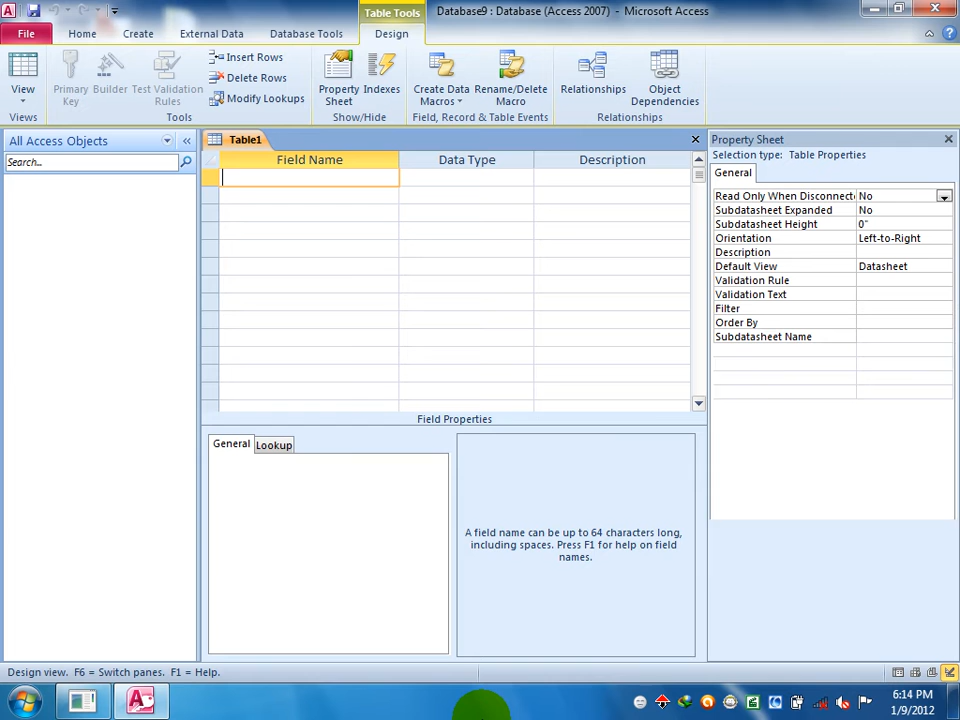 Table Tools
Database9 : Database (Access 2007) - Microsoft Access
File
Home
Create
External Data
Database Tools
Design
View
Primary Key
Builder
Test Validation Rules
Insert Rows
Delete Rows
Modify Lookups
Property Sheet
Indexes
Create Data Macros
Rename/Delete Macro
Relationships
Object Dependencies
Views
Tools
Show/Hide
Field, Record & Table Events
Relationships
All Access Objects
Search...
Table1
Field Name
Data Type
Description
Property Sheet
Selection type: Table Properties
General
Read Only When Disconnect
No
Subdatasheet Expanded
No
Subdatasheet Height
0"
Orientation
Left-to-Right
Description
Default View
Datasheet
Validation Rule
Validation Text
Filter
Order By
Subdatasheet Name
Field Properties
General
Lookup
A field name can be up to 64 characters long,
including spaces. Press F1 for help on field
names.
Design view. F6 = Switch panes. F1 = Help.
6:14 PM
1/9/2012